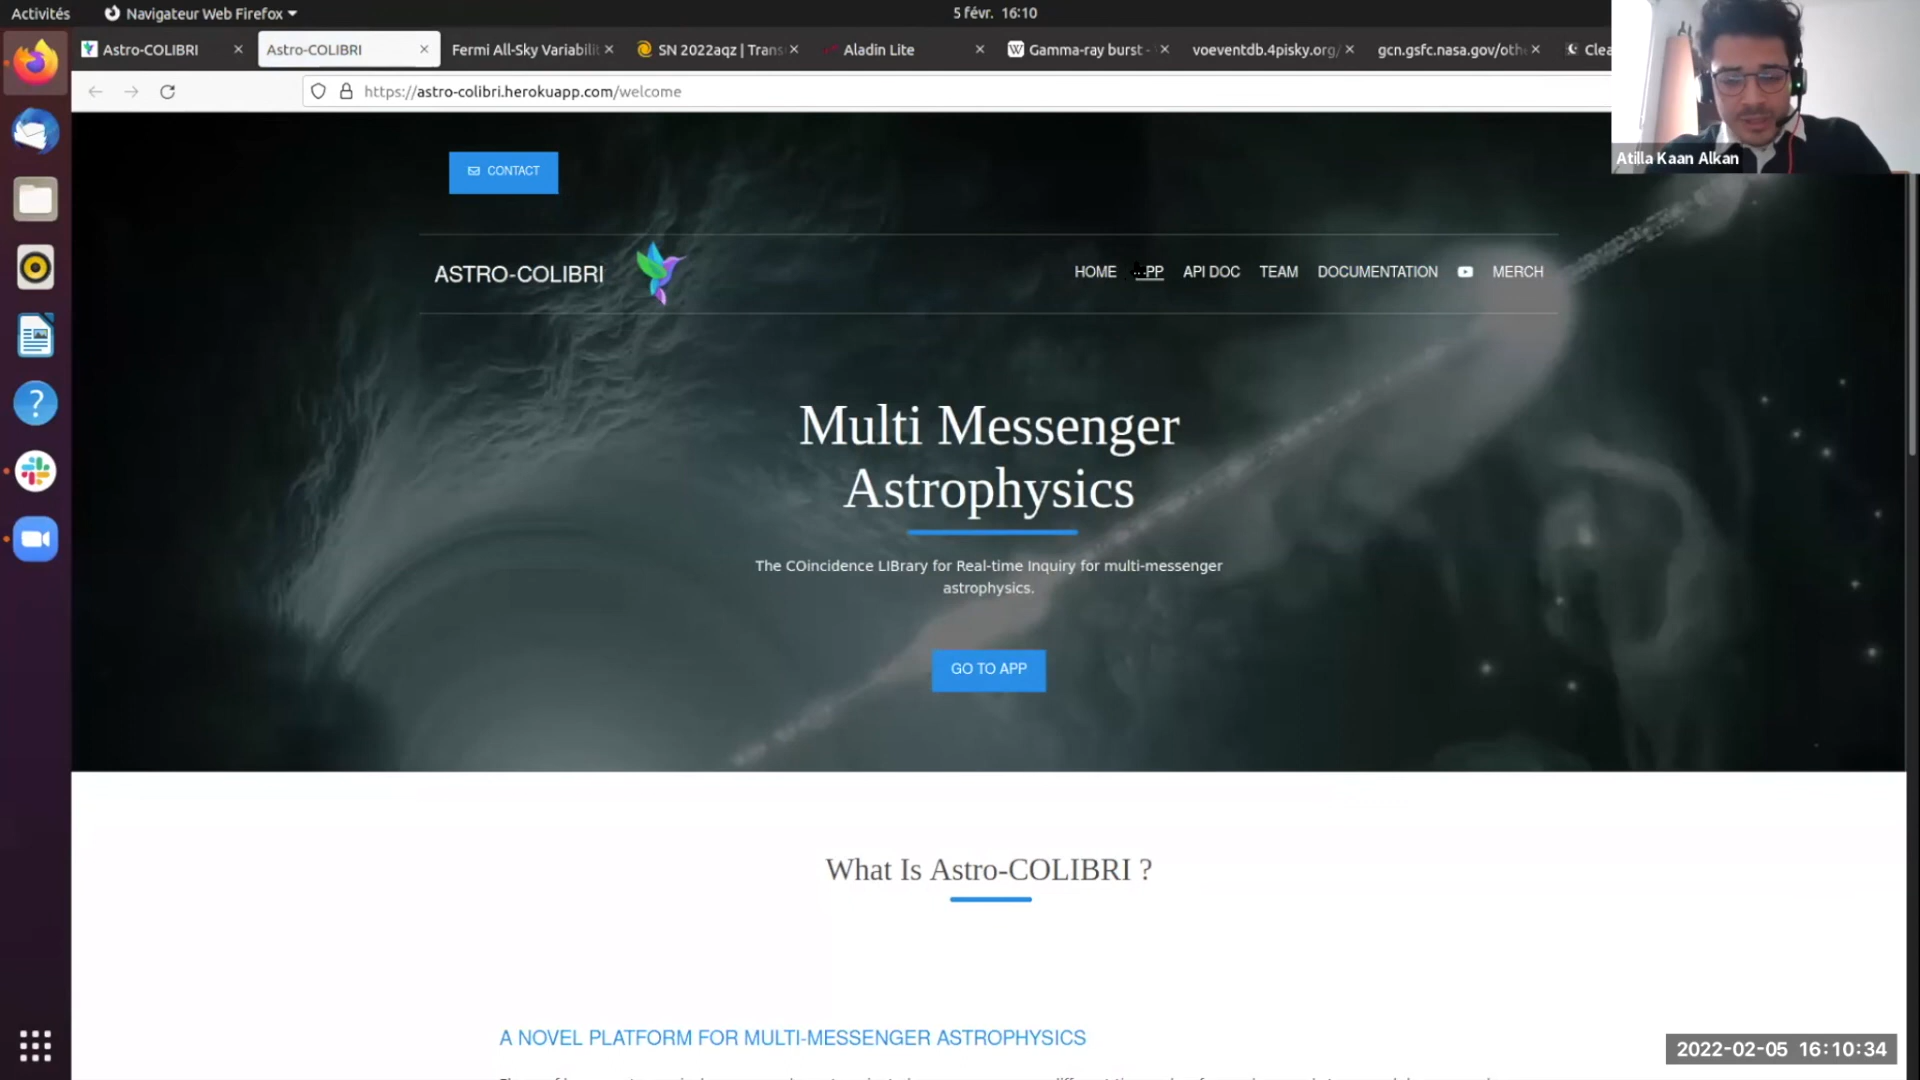 Activités
Navigateur Web Firefox
5 févr. 16:10
Astro-COLIBRI
Astro-COLIBRI
Fermi All-Sky Variabilit
SN 2022aqz | Trans
Aladin Lite
Gamma-ray burst -
voeventdb.4pisky.org/
gcn.gsfc.nasa.gov/oth
Clea
https://astro-colibri.herokuapp.com/welcome
Atilla Kaan Alkan
CONTACT
ASTRO-COLIBRI
HOME
PP
API DOC
TEAM
DOCUMENTATION
MERCH
Multi Messenger
Astrophysics
The COincidence LIBrary for Real-time Inquiry for multi-messenger
astrophysics.
GO TO APP
What Is Astro-COLIBRI ?
A NOVEL PLATFORM FOR MULTI-MESSENGER ASTROPHYSICS
2022-02-05 16:10:34